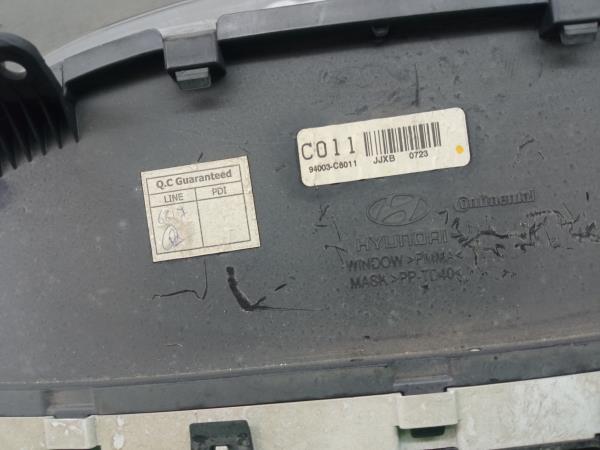 C011
94003-C8011 JJXB 0723
Q.C Guaranteed
LINE PDI
HYUNDAI Continental
WINDOW >PMMA<
MASK >PP-TD40<